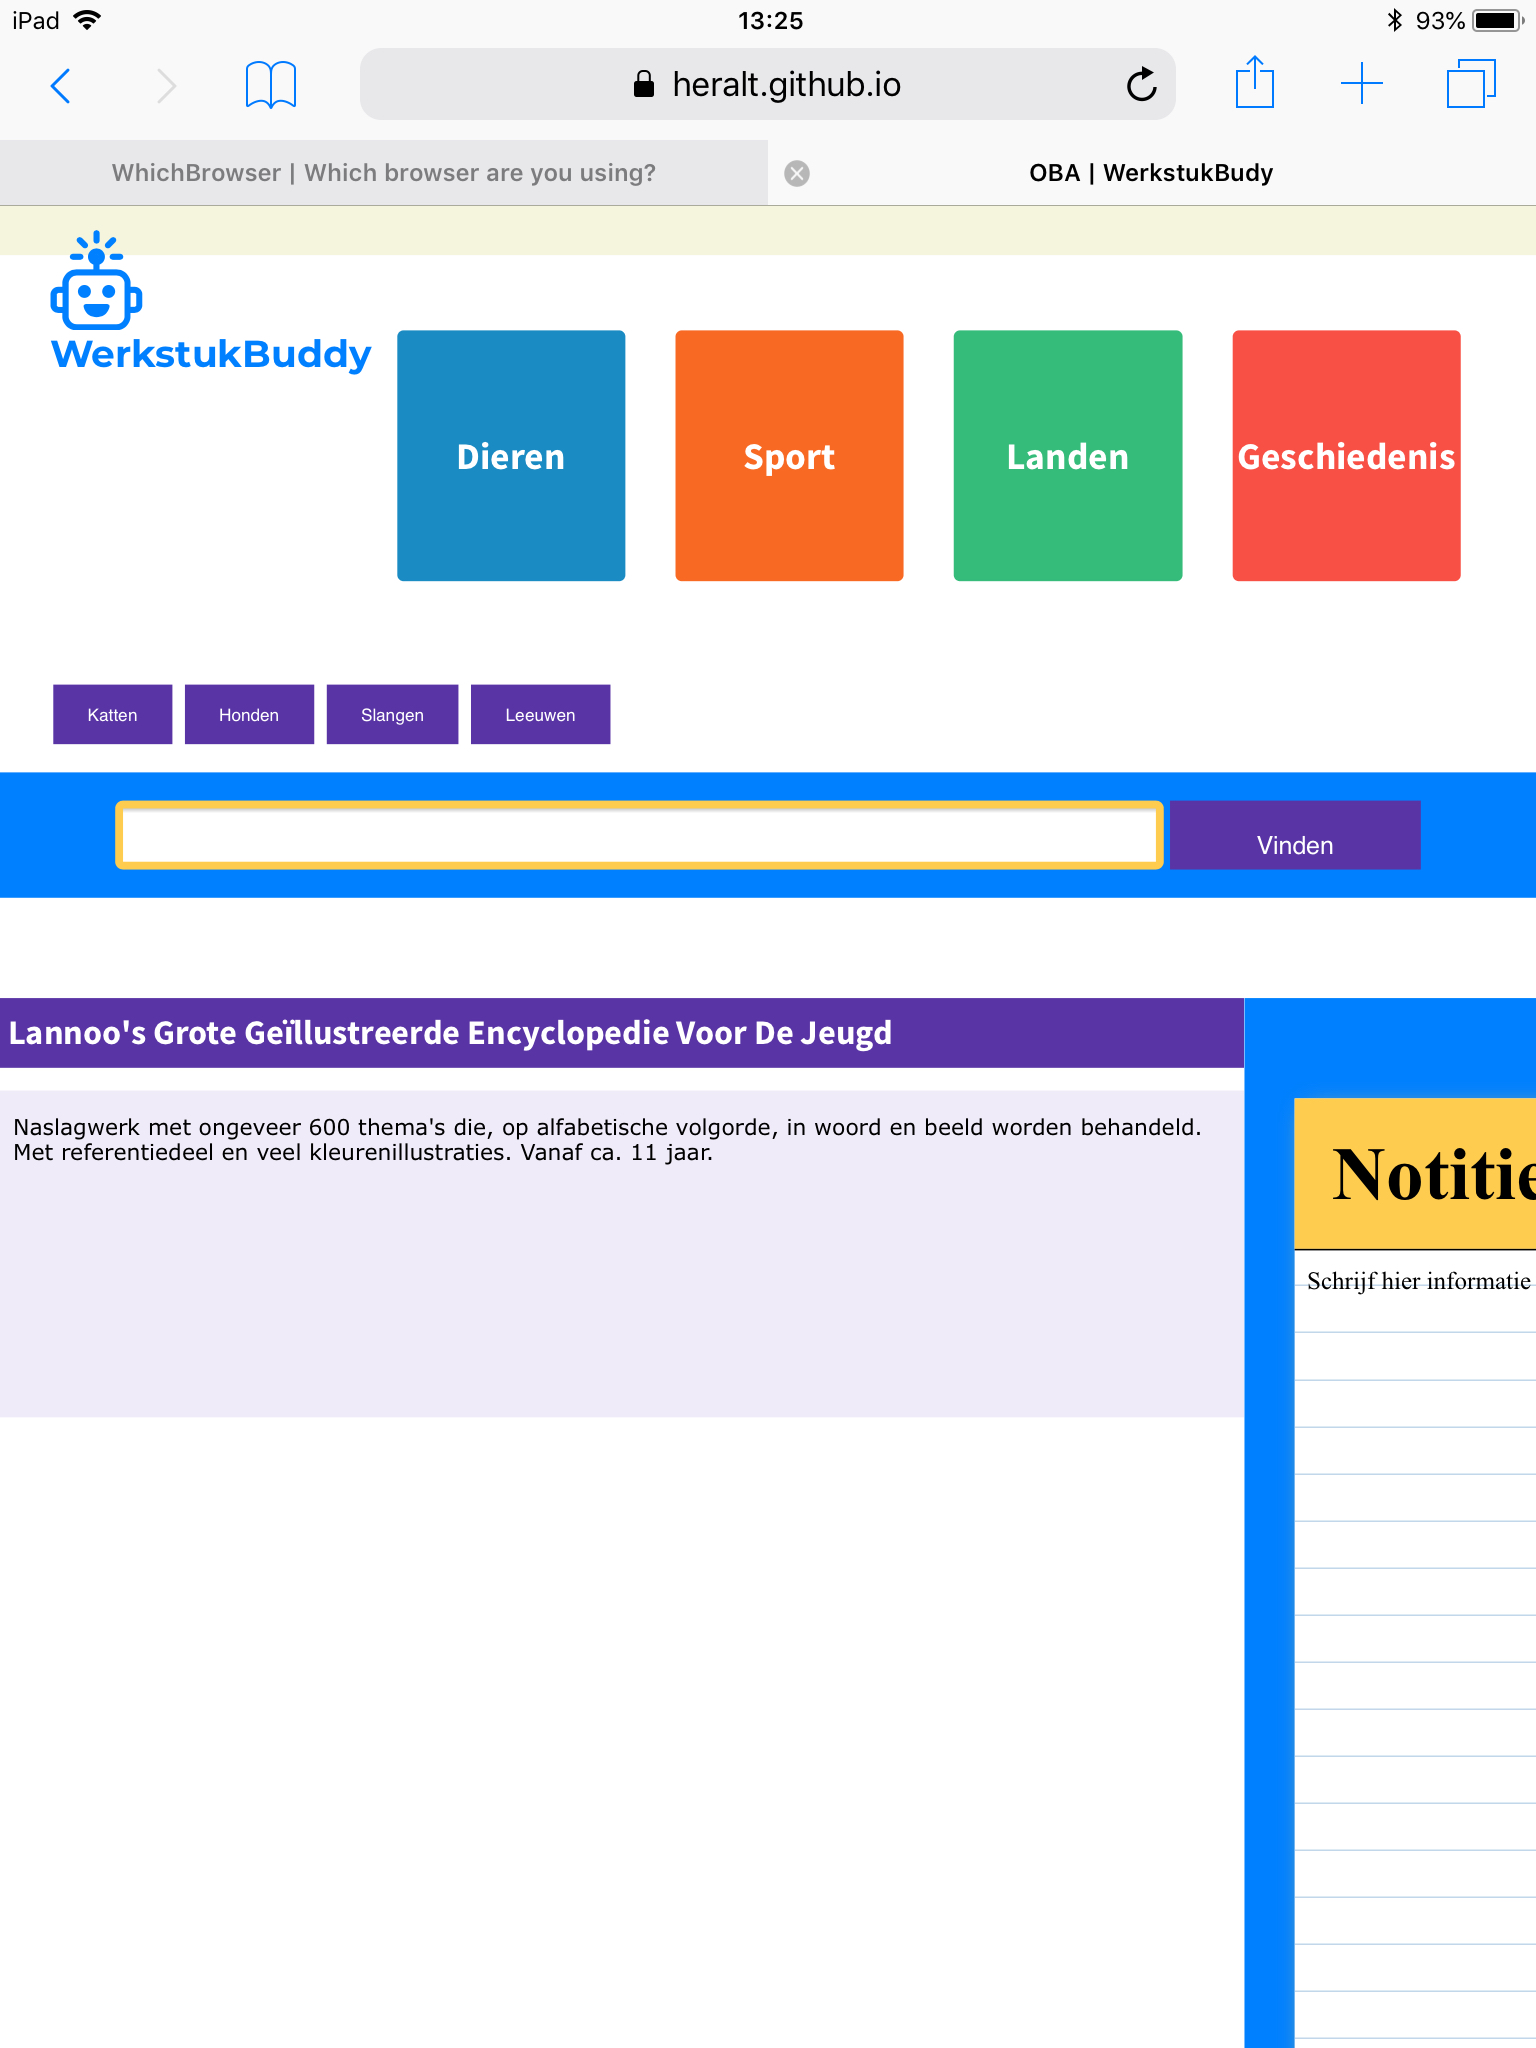 iPad
13:25
93%
heralt.github.io
WhichBrowser | Which browser are you using?
OBA | WerkstukBudy
WerkstukBuddy
Dieren
Sport
Landen
Geschiedenis
Katten
Honden
Slangen
Leeuwen
Vinden
Lannoo's Grote Geïllustreerde Encyclopedie Voor De Jeugd
Naslagwerk met ongeveer 600 thema's die, op alfabetische volgorde, in woord en beeld worden behandeld.
Met referentiedeel en veel kleurenillustraties. Vanaf ca. 11 jaar.
Notitie
Schrijf hier informatie